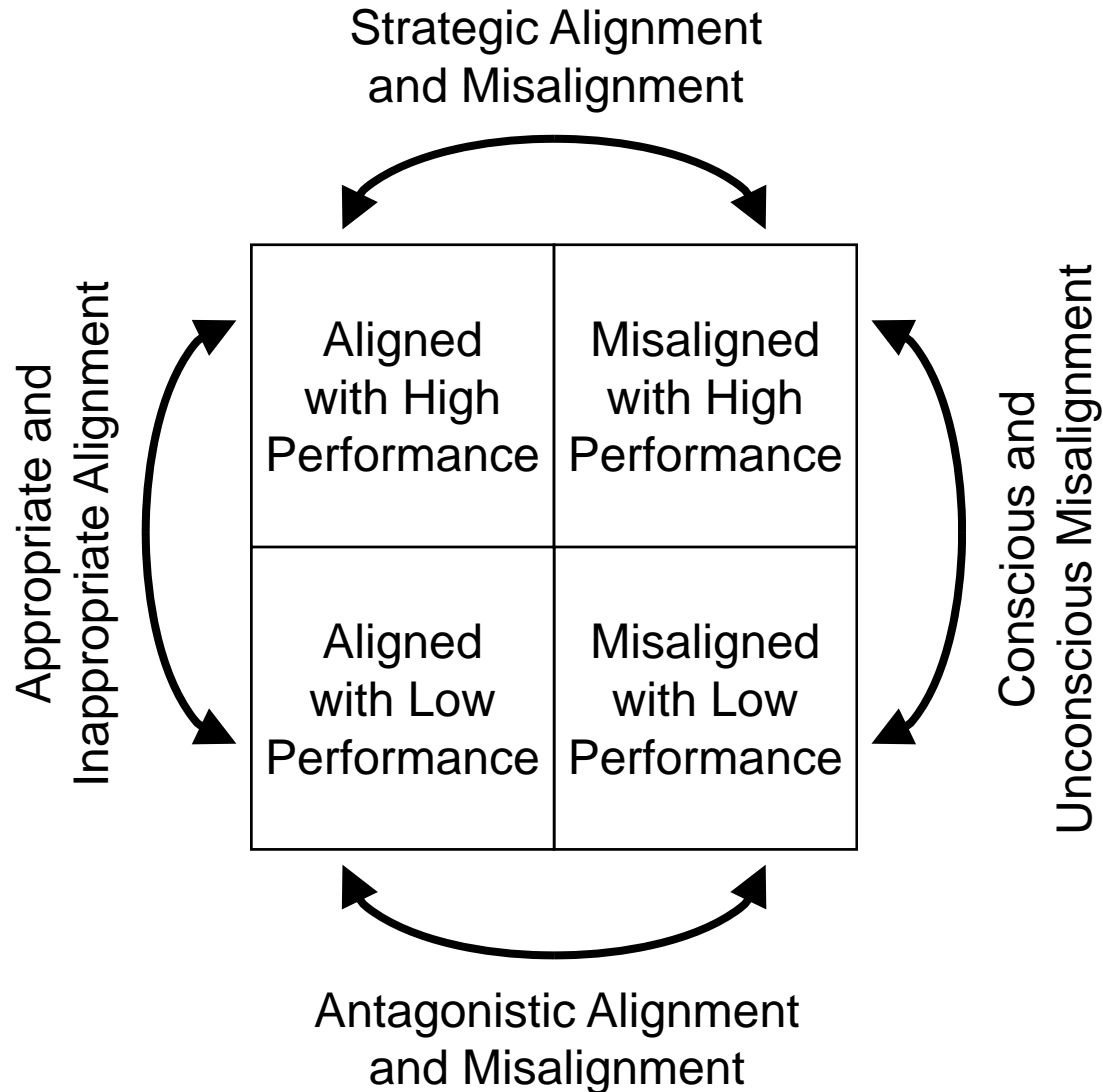 Strategic Alignment
and Misalignment
Appropriate and
Inappropriate Alignment
Aligned
with High
Performance
Misaligned
with High
Performance
Conscious and
Unconscious Misalignment
Aligned
with Low
Performance
Misaligned
with Low
Performance
Antagonistic Alignment
and Misalignment